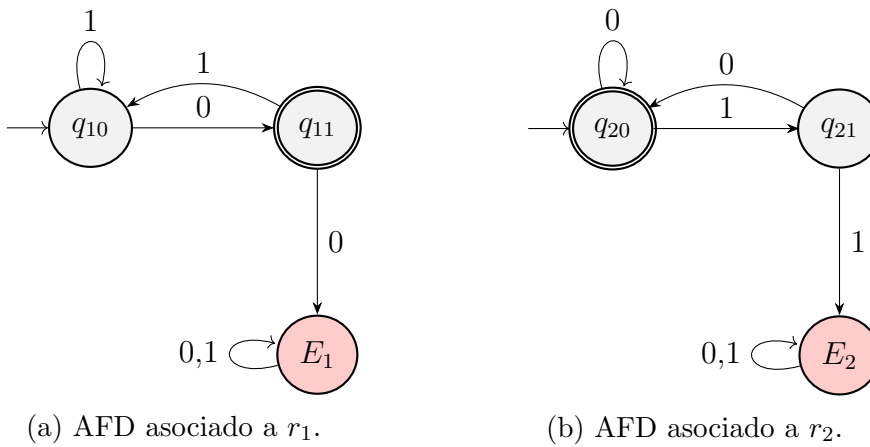 1
0
1
0
q10
0
q11
q20
1
q21
0
1
0,1
E1
0,1
E2
(a) AFD asociado a r1.
(b) AFD asociado a r2.